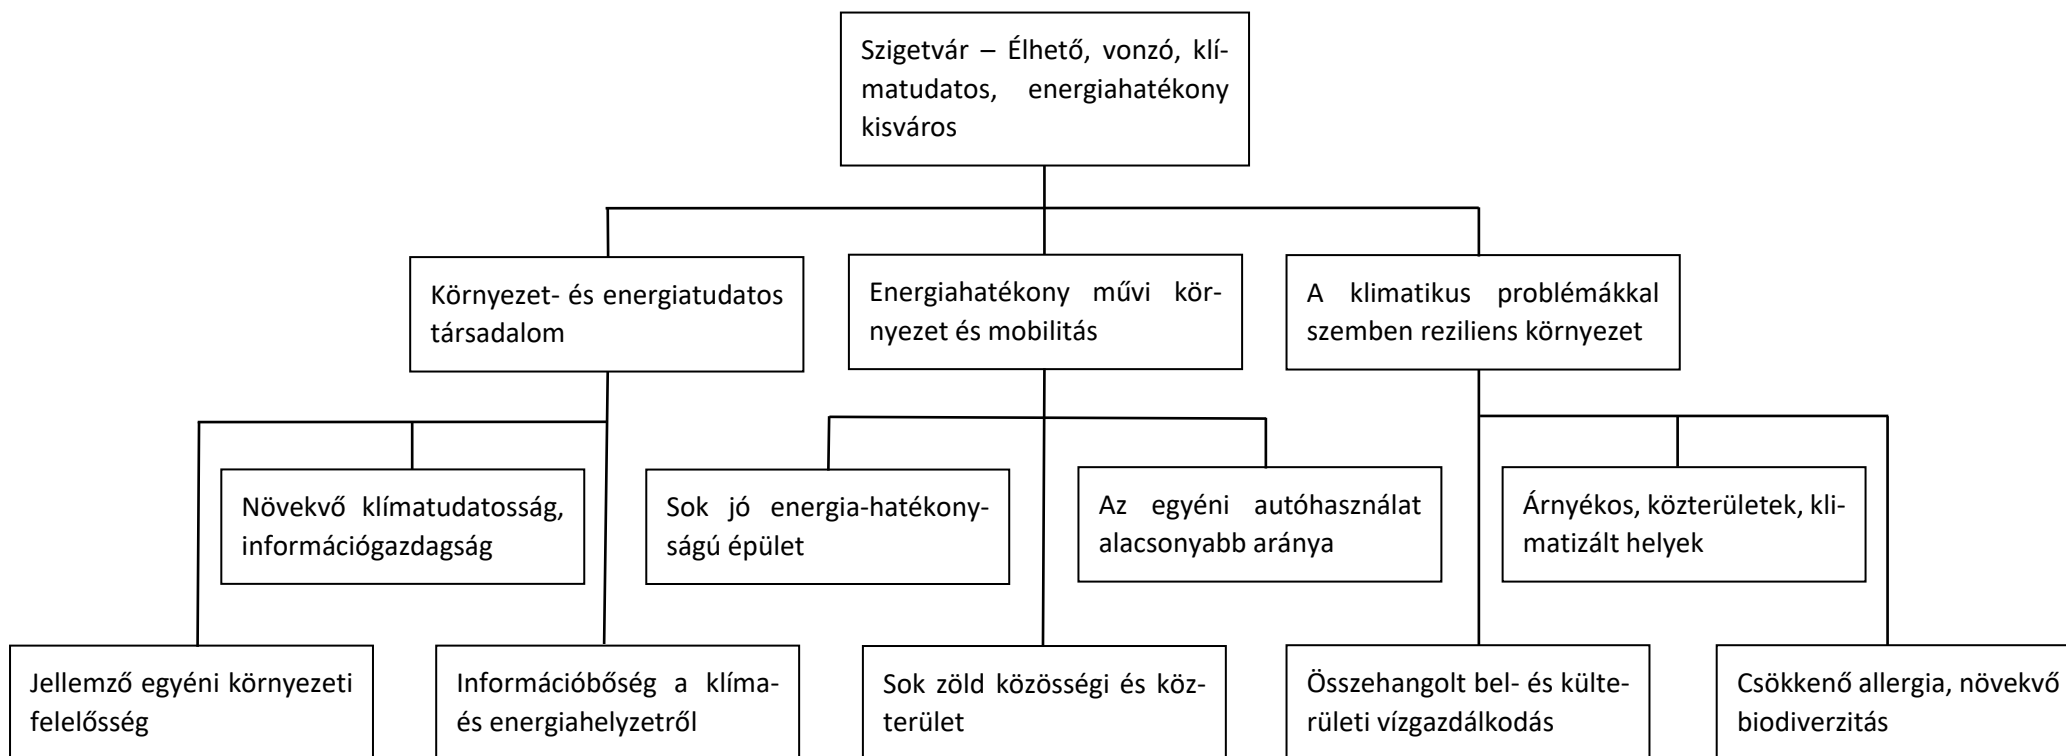 Szigetvár – Élhető, vonzó, klí-
matudatos, energiahatékony
kisváros
Környezet- és energiatudatos
társadalom
Energiahatékony művi kör-
nyezet és mobilitás
A klimatikus problémákkal
szemben reziliens környezet
Növekvő klímatudatosság,
információgazdagság
Sok jó energia-hatékony-
ságú épület
Az egyéni autóhasználat
alacsonyabb aránya
Árnyékos, közterületek, kli-
matizált helyek
Jellemző egyéni környezeti
felelősség
Információbőség a klíma-
és energiahelyzetről
Sok zöld közösségi és köz-
terület
Összehangolt bel- és külte-
rületi vízgazdálkodás
Csökkenő allergia, növekvő
biodiverzitás